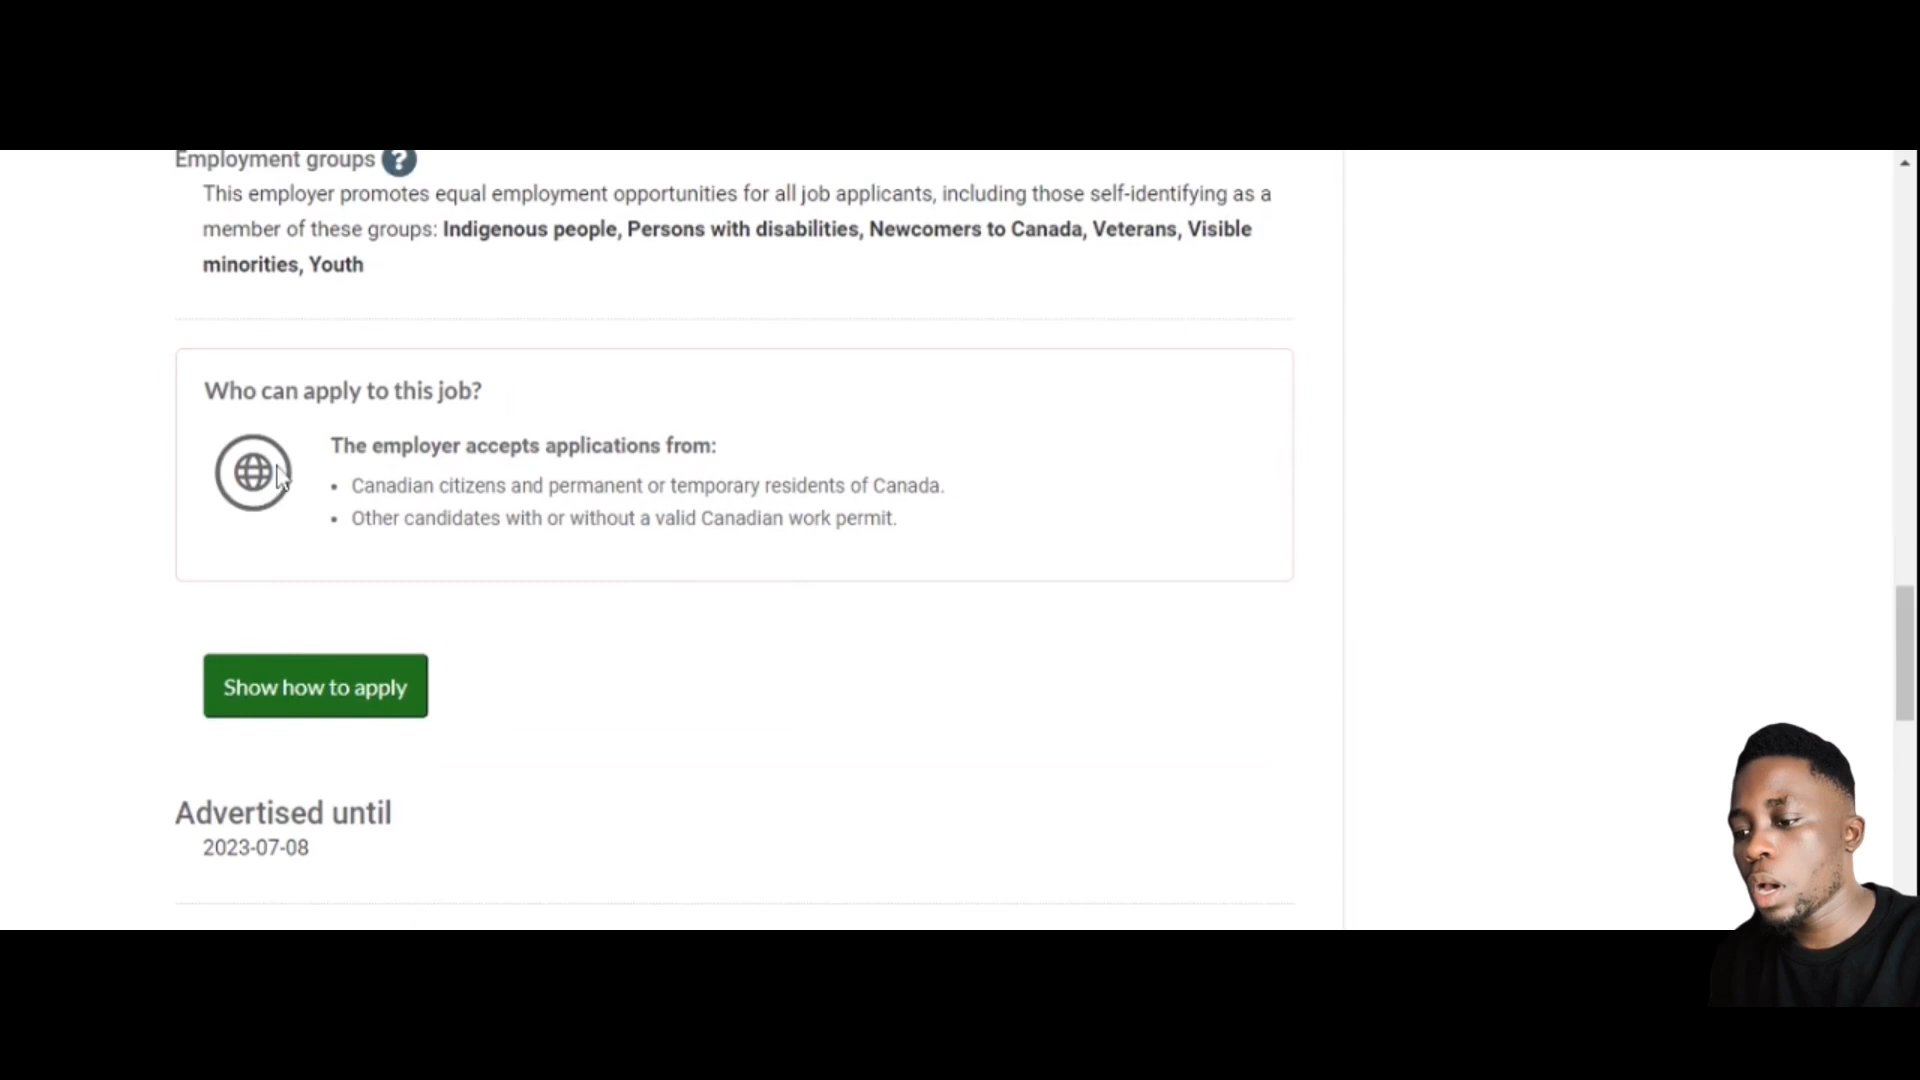 Employment groups ?
This employer promotes equal employment opportunities for all job applicants, including those self-identifying as a
member of these groups: Indigenous people, Persons with disabilities, Newcomers to Canada, Veterans, Visible
minorities, Youth
Who can apply to this job?
The employer accepts applications from:
• Canadian citizens and permanent or temporary residents of Canada.
• Other candidates with or without a valid Canadian work permit.
Show how to apply
Advertised until
2023-07-08